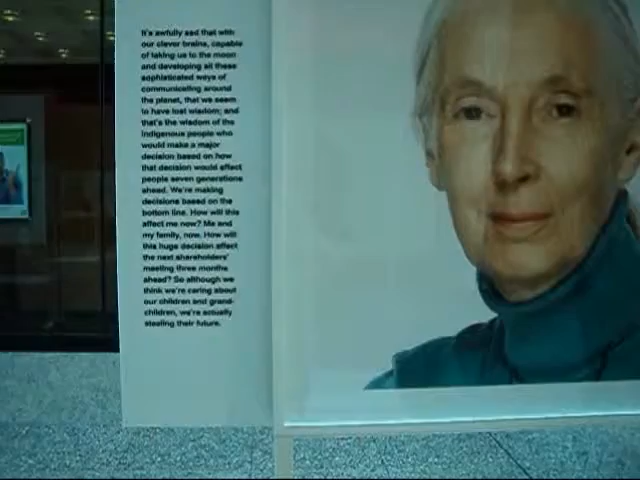 It's awfully sad that with
our clever brains, capable
of taking us to the moon
and developing all these
sophisticated ways of
communicating around
the planet, that we seem
to have lost wisdom; and
that's the wisdom of the
indigenous people who
would make a major
decision based on how
that decision would affect
people seven generations
ahead. We're making
decisions based on the
bottom line. How will this
affect me now? Me and
my family, now. How will
this huge decision affect
the next shareholders'
meeting three months
ahead? So although we
think we're caring about
our children and grand-
children, we're actually
stealing their future.